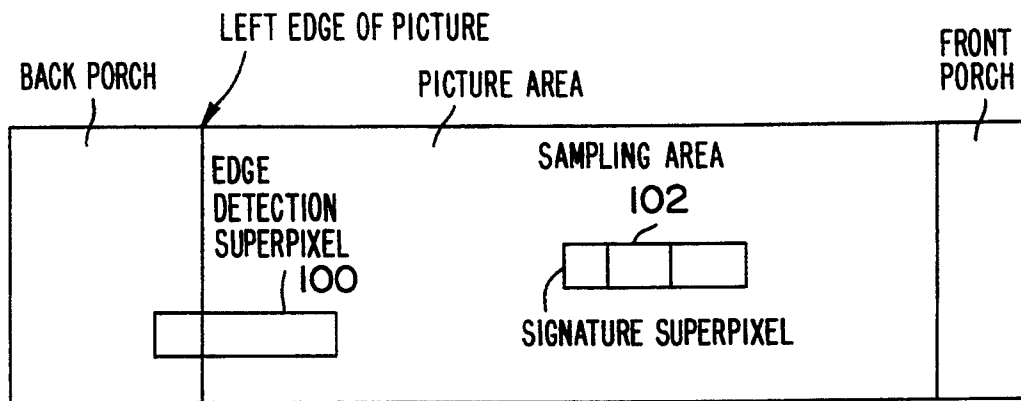 LEFT EDGE OF PICTURE
BACK PORCH
PICTURE AREA
FRONT
PORCH
EDGE
DETECTION
SUPERPIXEL
100
SAMPLING AREA
102
SIGNATURE SUPERPIXEL